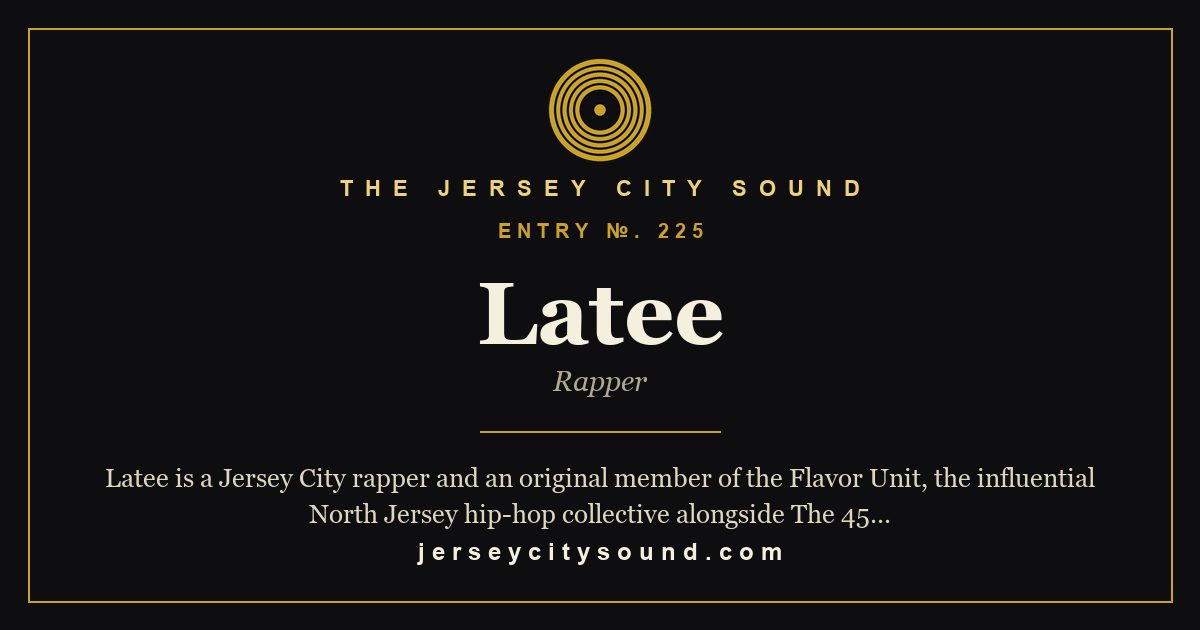 THE JERSEY CITY SOUND
ENTRY №. 225
Latee
Rapper
Latee is a Jersey City rapper and an original member of the Flavor Unit, the influential
North Jersey hip-hop collective alongside The 45...
jerseycitysound.com